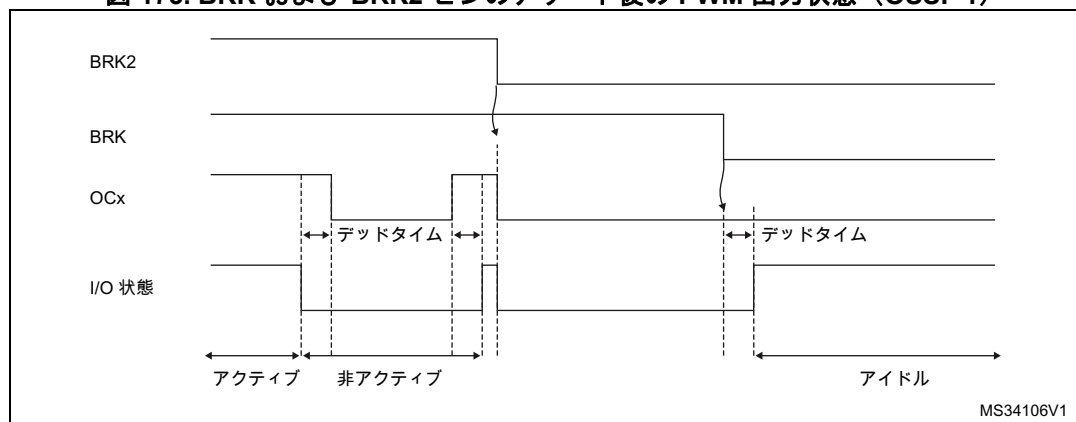 図 176. BRK および BRK2 ピンのアサート後の PWM 出力状態（OSSI=1）
BRK2
BRK
OCx
デッドタイム
デッドタイム
I/O 状態
アクティブ
非アクティブ
アイドル
MS34106V1